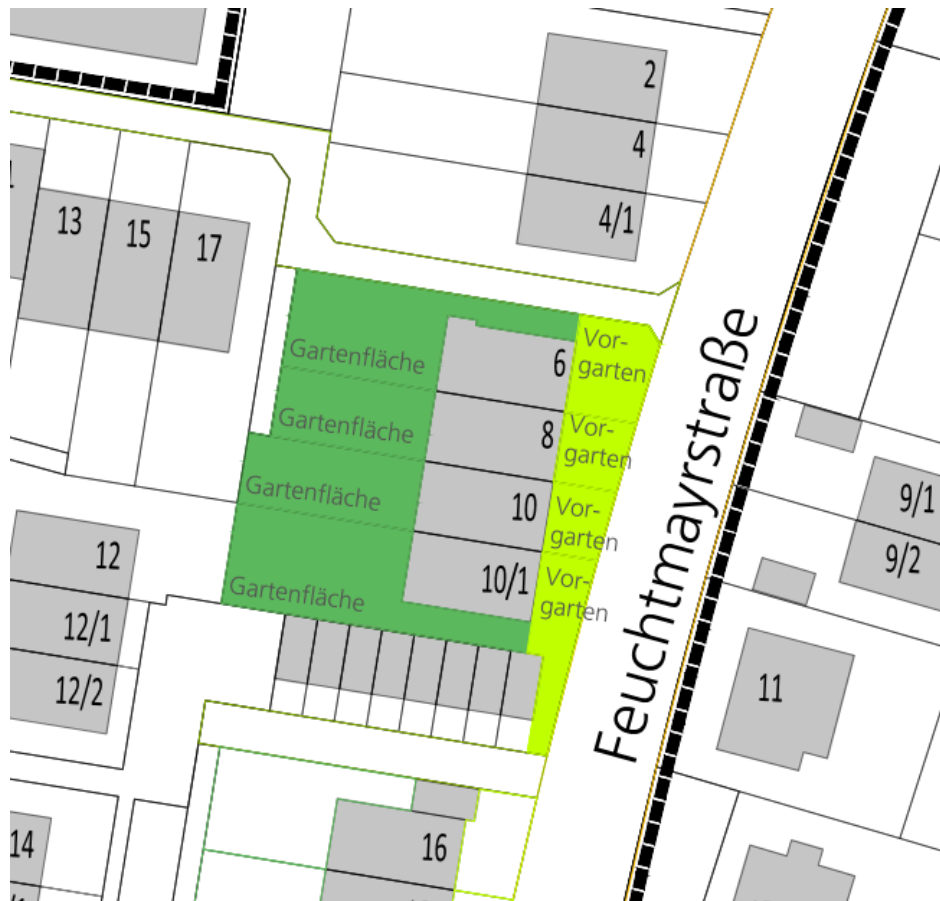 2
4
4/1
13
15
17
Gartenfläche
6
Vor-
garten
Gartenfläche
8
Vor-
garten
Gartenfläche
10
Vor-
garten
Gartenfläche
10/1
Vor-
garten
Feuchtmayrstraße
9/1
9/2
12
12/1
12/2
11
14
16